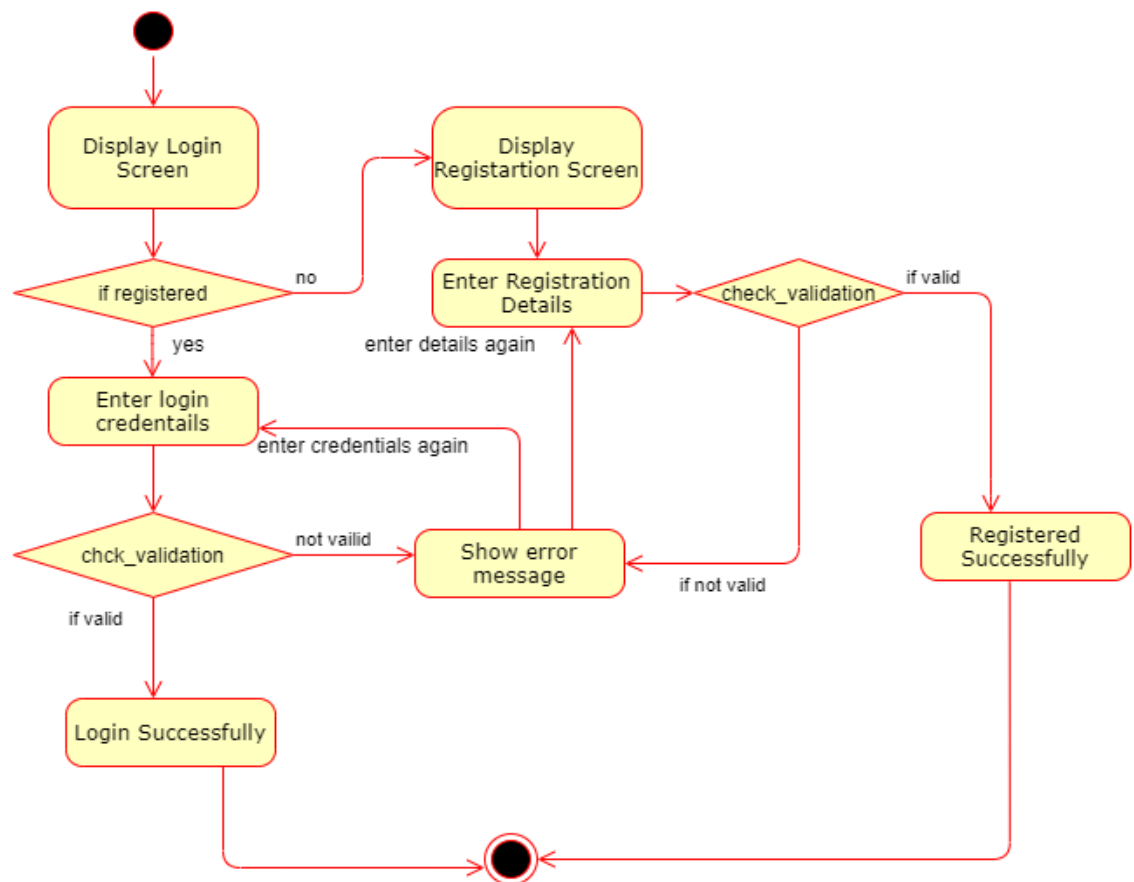 Display Login
Screen
Display
Registartion Screen
if registered
no
Enter Registration
Details
check_validation
if valid
yes
enter details again
Enter login
credentails
enter credentials again
chck_validation
not vailid
Show error
message
if not valid
Registered
Successfully
if valid
Login Successfully